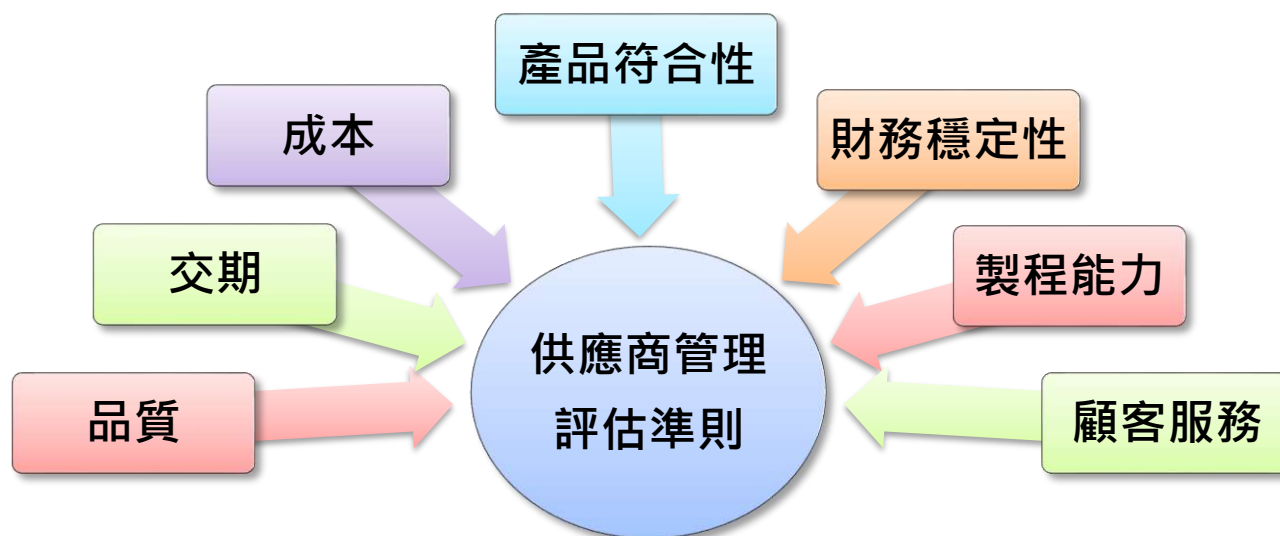 產品符合性
成本
財務穩定性
交期
製程能力
供應商管理
評估準則
品質
顧客服務